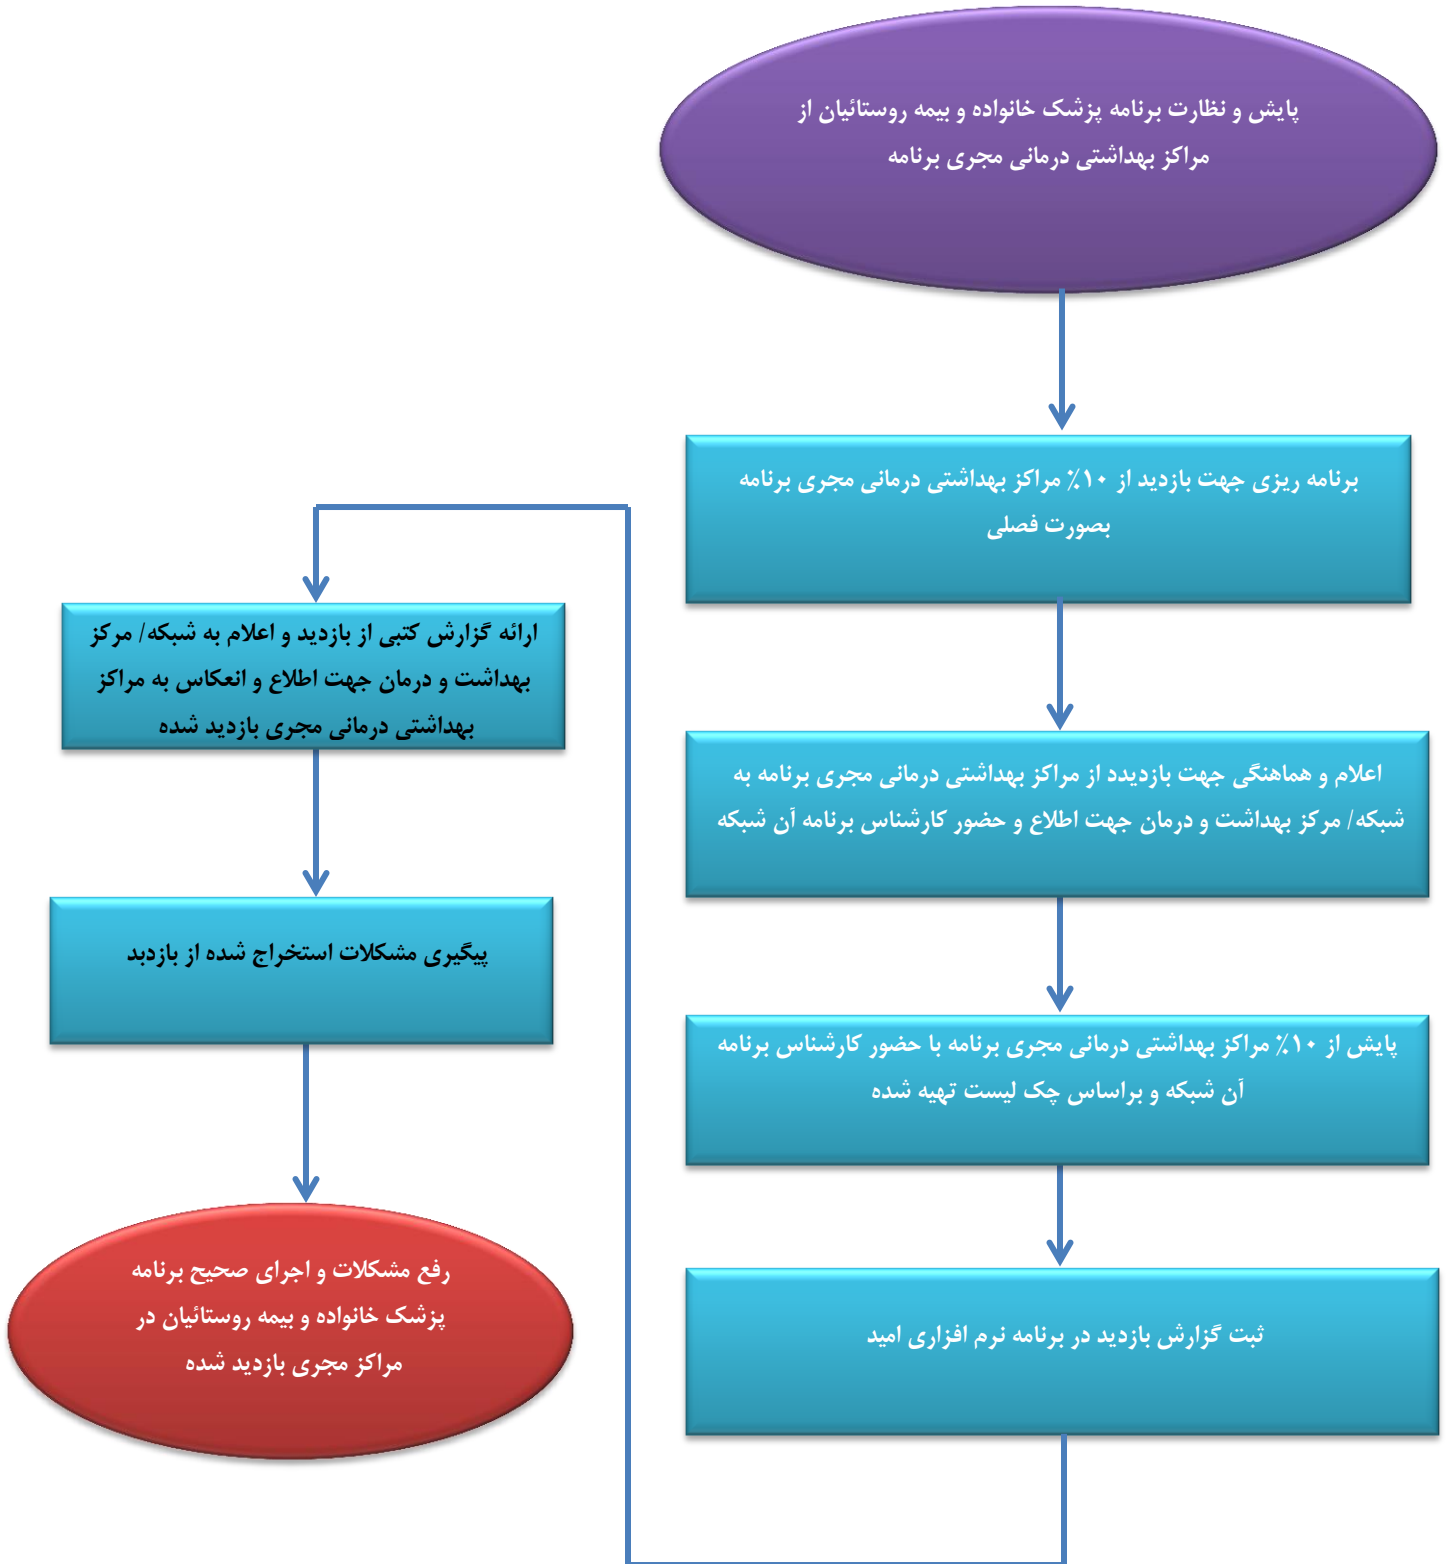 پایش و نظارت برنامه پزشک خانواده و بیمه روستائیان از
مراکز بهداشتی درمانی مجری برنامه
برنامه ریزی جهت بازدید از ۱۰٪ مراکز بهداشتی درمانی مجری برنامه
بصورت فصلی
اعلام و هماهنگی جهت بازدیدد از مراکز بهداشتی درمانی مجری برنامه به
شبکه/ مرکز بهداشت و درمان جهت اطلاع و حضور کارشناس برنامه آن شبکه
پایش از ۱۰٪ مراکز بهداشتی درمانی مجری برنامه با حضور کارشناس برنامه
آن شبکه و براساس چک لیست تهیه شده
ثبت گزارش بازدید در برنامه نرم افزاری امید
ارائه گزارش کتبی از بازدید و اعلام به شبکه/ مرکز
بهداشت و درمان جهت اطلاع و انعکاس به مراکز
بهداشتی درمانی مجری بازدید شده
پیگیری مشکلات استخراج شده از بازدبد
رفع مشکلات و اجرای صحیح برنامه
پزشک خانواده و بیمه روستائیان در
مراکز مجری بازدید شده